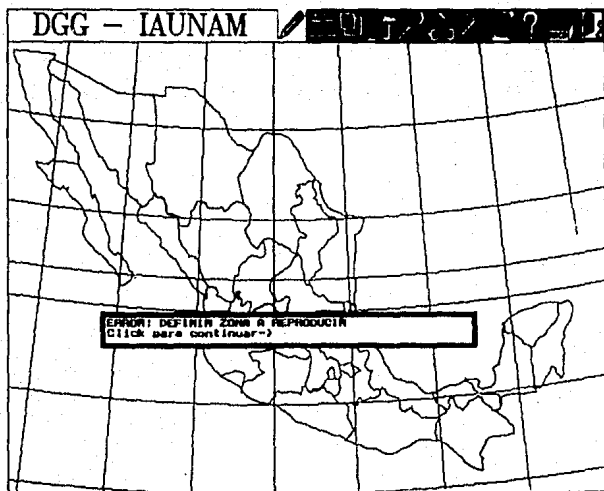 DGG - IAUNAM
?
ERROR: DEFINIR ZONA A REPRODUCIR
Click para continuar->